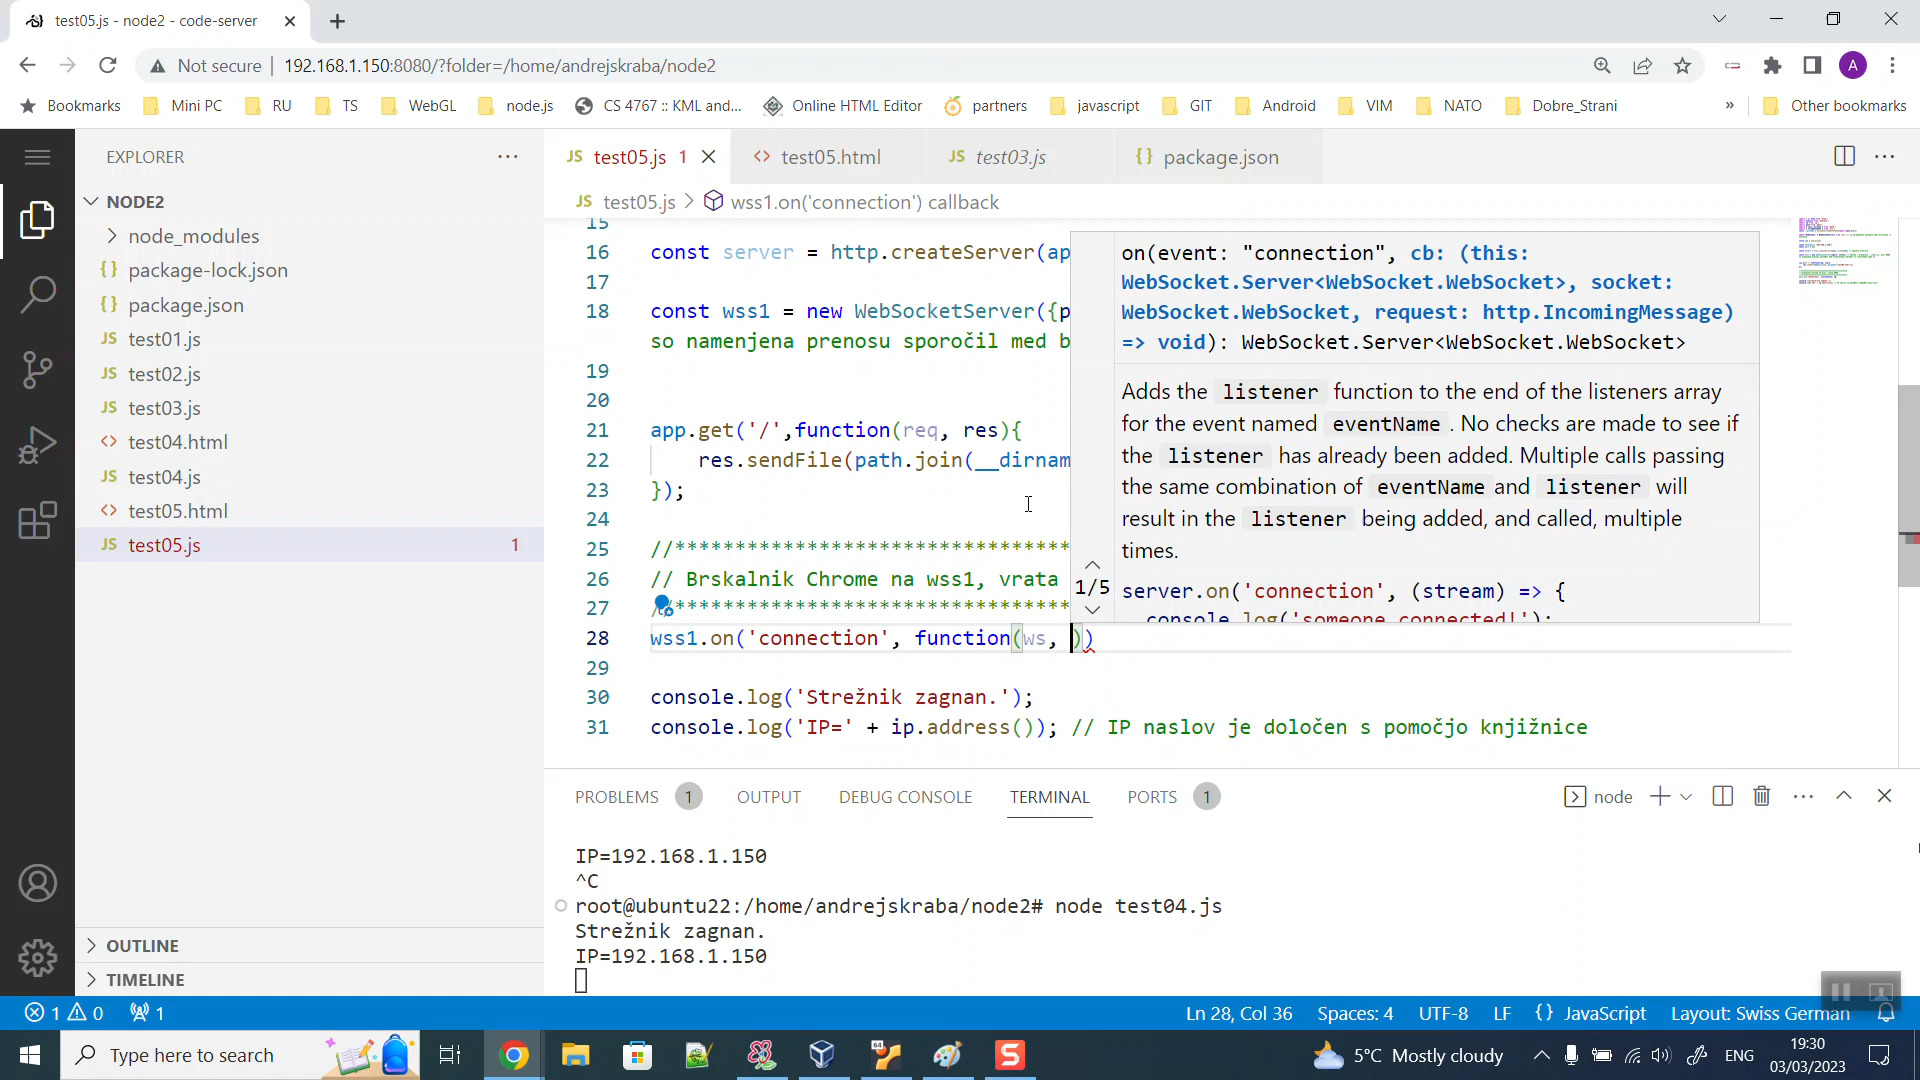 test05.js - node2 - code-server
Not secure | 192.168.1.150:8080/?folder=/home/andrejskraba/node2
A
Bookmarks Mini PC RU TS WebGL node.js CS 4767 :: KML and... Online HTML Editor partners javascript GIT Android VIM NATO Dobre_Strani » Other bookmarks
EXPLORER
NODE2
node_modules
{} package-lock.json
{} package.json
JS test01.js
JS test02.js
JS test03.js
<> test04.html
JS test04.js
<> test05.html
JS test05.js 1
OUTLINE
TIMELINE
JS test05.js 1 <> test05.html JS test03.js {} package.json
JS test05.js > wss1.on('connection') callback
15
16 const server = http.createServer(ap
17
18 const wss1 = new WebSocketServer({p
so namenjena prenosu sporočil med b
19
20
21 app.get('/',function(req, res){
22 res.sendFile(path.join(__dirnam
23 });
24
25 //*********************************
26 // Brskalnik Chrome na wss1, vrata
27 *********************************
28 wss1.on('connection', function(ws, ))
29
30 console.log('Strežnik zagnan.');
31 console.log('IP=' + ip.address()); // IP naslov je določen s pomočjo knjižnice
on(event: "connection", cb: (this:
WebSocket.Server<WebSocket.WebSocket>, socket:
WebSocket.WebSocket, request: http.IncomingMessage)
=> void): WebSocket.Server<WebSocket.WebSocket>
Adds the listener function to the end of the listeners array
for the event named eventName . No checks are made to see if
the listener has already been added. Multiple calls passing
the same combination of eventName and listener will
result in the listener being added, and called, multiple
times.
1/5
server.on('connection', (stream) => {
console.log('someone connected!');
PROBLEMS 1 OUTPUT DEBUG CONSOLE TERMINAL PORTS 1
node
IP=192.168.1.150
^C
root@ubuntu22:/home/andrejskraba/node2# node test04.js
Strežnik zagnan.
IP=192.168.1.150
1 0 1
Ln 28, Col 36 Spaces: 4 UTF-8 LF {} JavaScript Layout: Swiss German
Type here to search
64
S
5°C Mostly cloudy
ENG
19:30
03/03/2023